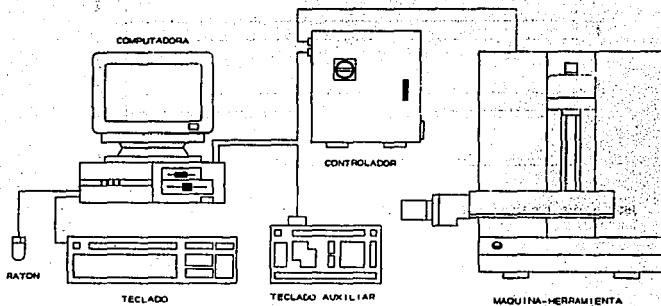 COMPUTADORA
CONTROLADOR
RATON
TECLADO
TECLADO AUXILIAR
MAQUINA-HERRAMIENTA